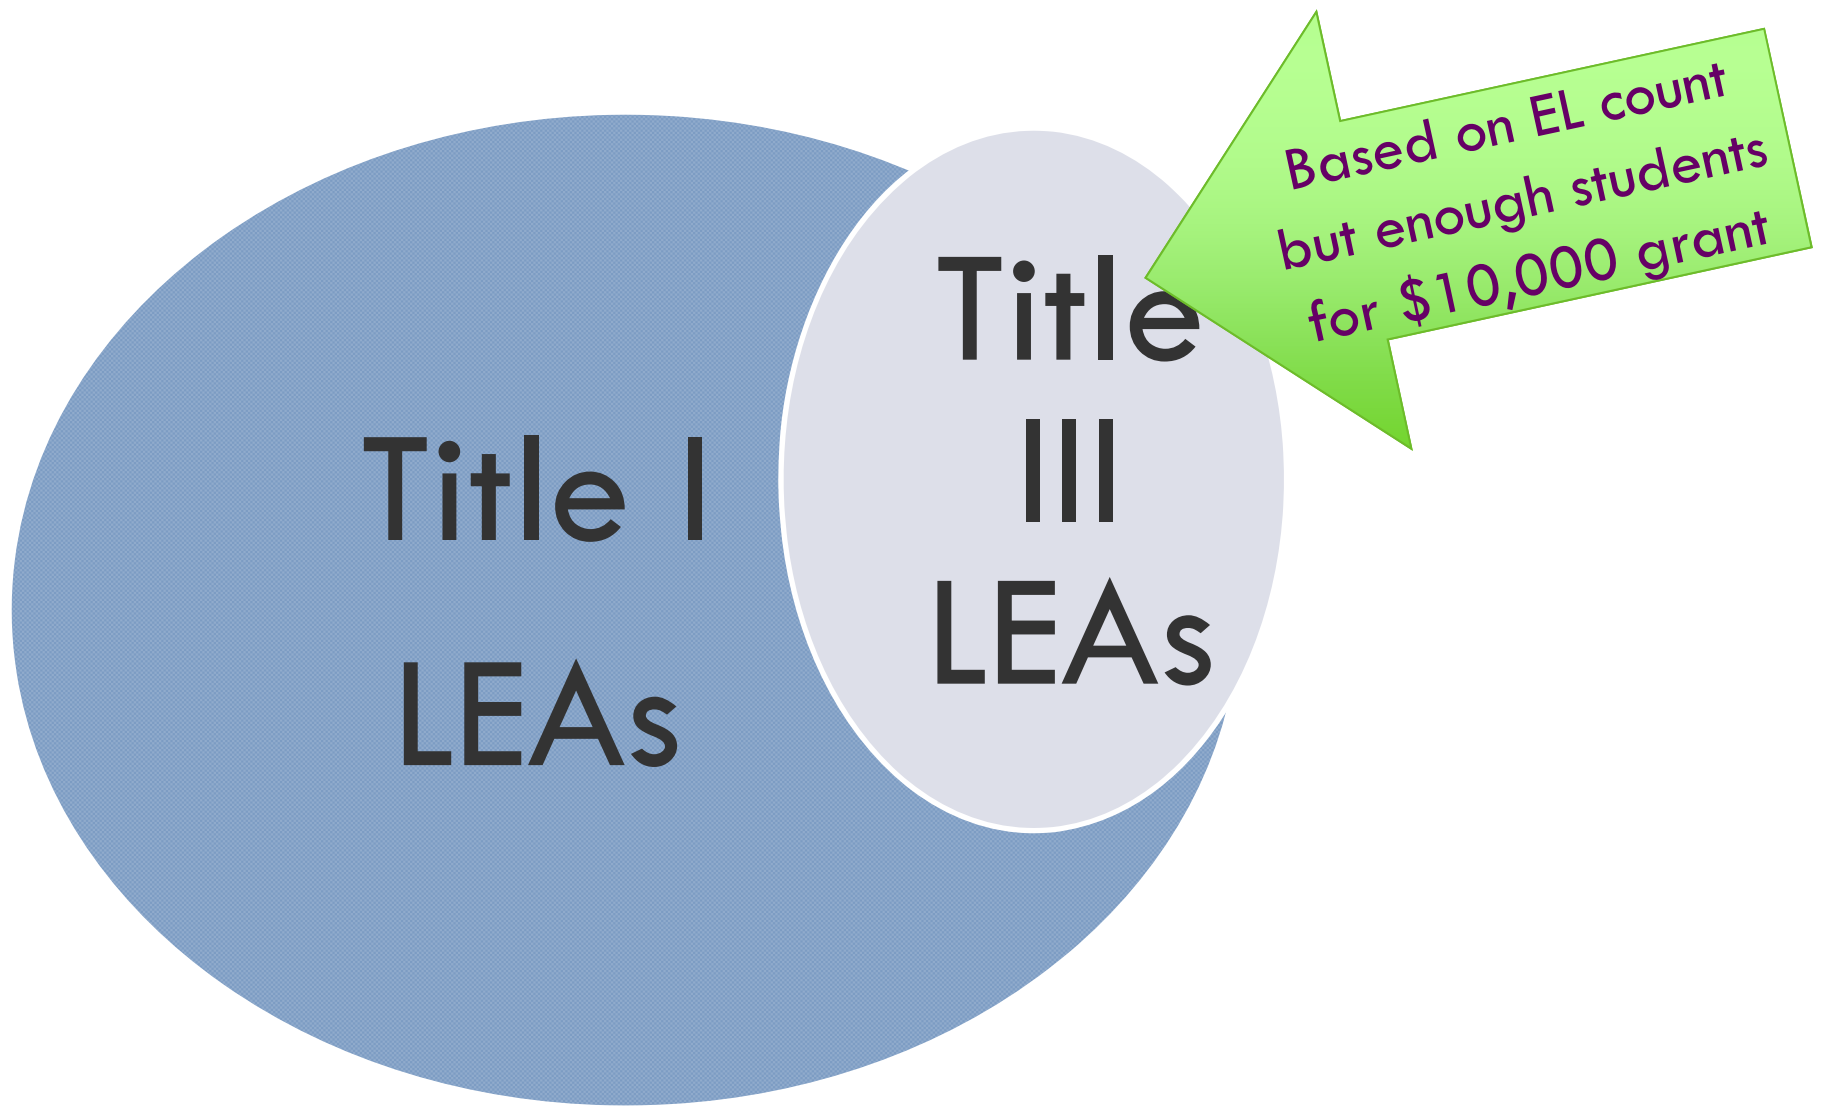 Title I
LEAs
Title
III
LEAs
Based on EL count
but enough students
for $10,000 grant